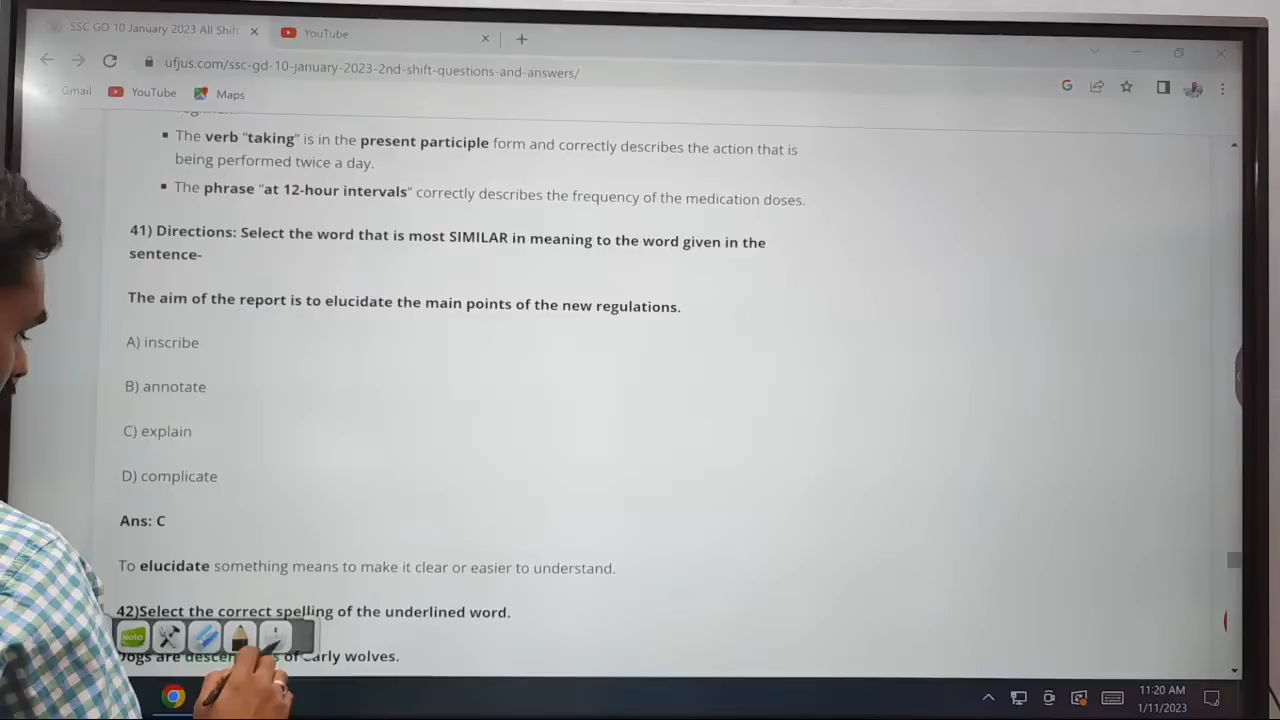 SSC GD 10 January 2023 All Shift
YouTube
ufjus.com/ssc-gd-10-january-2023-2nd-shift-questions-and-answers/
Gmail YouTube Maps
The verb "taking" is in the present participle form and correctly describes the action that is
being performed twice a day.
The phrase "at 12-hour intervals" correctly describes the frequency of the medication doses.
41) Directions: Select the word that is most SIMILAR in meaning to the word given in the
sentence-
The aim of the report is to elucidate the main points of the new regulations.
A) inscribe
B) annotate
C) explain
D) complicate
Ans: C
To elucidate something means to make it clear or easier to understand.
42)Select the correct spelling of the underlined word.
Note
Dogs are of early wolves.
11:20 AM
1/11/2023